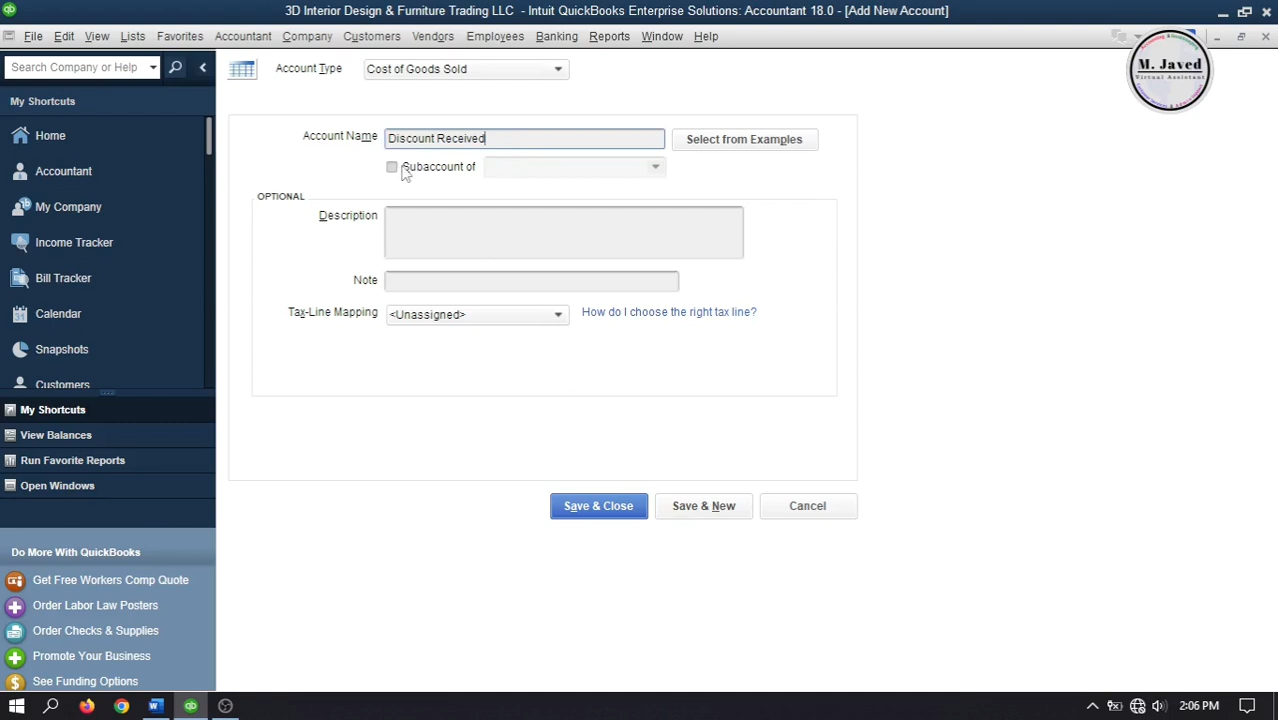 3D Interior Design & Furniture Trading LLC - Intuit QuickBooks Enterprise Solutions: Accountant 18.0 - [Add New Account]
File Edit View Lists Favorites Accountant Company Customers Vendors Employees Banking Reports Window Help
Search Company or Help
My Shortcuts
Home
Accountant
My Company
Income Tracker
Bill Tracker
Calendar
Snapshots
Customers
My Shortcuts
View Balances
Run Favorite Reports
Open Windows
Do More With QuickBooks
Get Free Workers Comp Quote
Order Labor Law Posters
Order Checks & Supplies
Promote Your Business
See Funding Options
Account Type Cost of Goods Sold
Account Name Discount Received Select from Examples
Subaccount of
OPTIONAL
Description
Note
Tax-Line Mapping <Unassigned> How do I choose the right tax line?
Save & Close Save & New Cancel
M. Javed
Virtual Assistant
2:06 PM